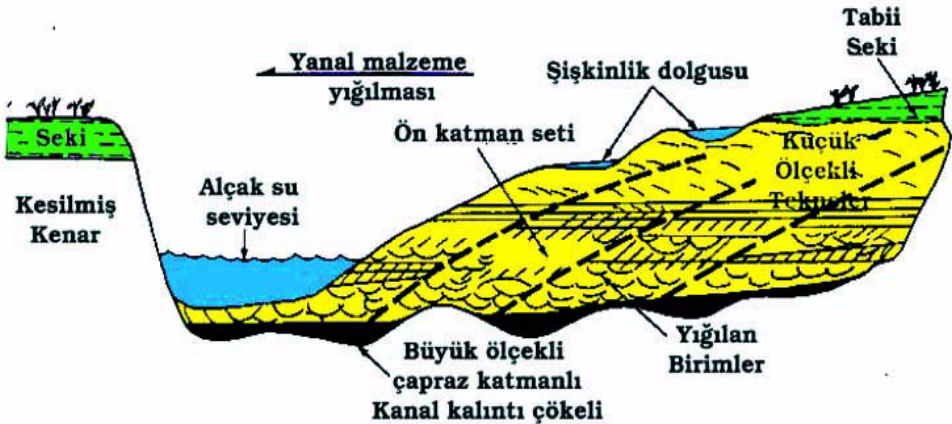 Tabii
Seki
Yanal malzeme
yığılması
Şişkinlik dolgusu
Seki
Ön katman seti
Küçük
Ölçekli
Tekneler
Kesilmiş
Kenar
Alçak su
seviyesi
Büyük ölçekli
çapraz katmanlı
Kanal kalıntı çökeli
Yığılan
Birimler